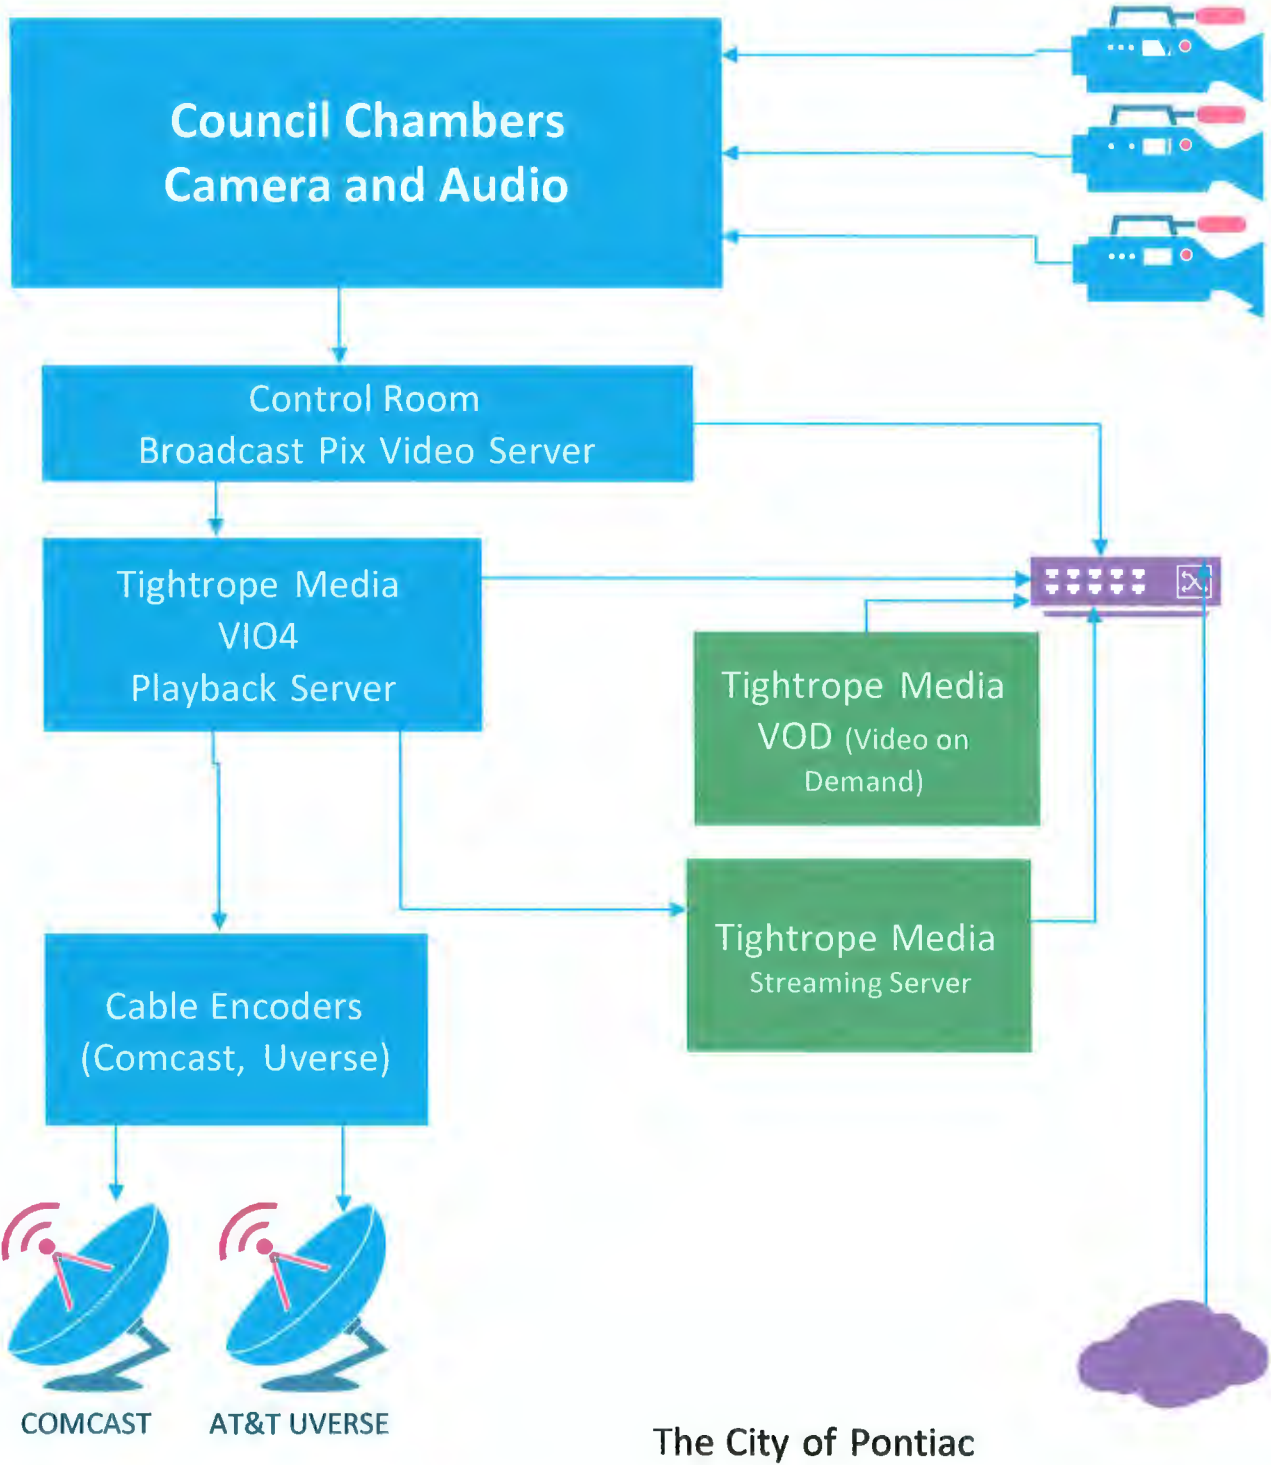 Council Chambers
Camera and Audio
Control Room
Broadcast Pix Video Server
Tightrope Media
VIO4
Playback Server
Tightrope Media
VOD (Video on
Demand)
Tightrope Media
Streaming Server
Cable Encoders
(Comcast, Uverse)
COMCAST
AT&T UVERSE
The City of Pontiac